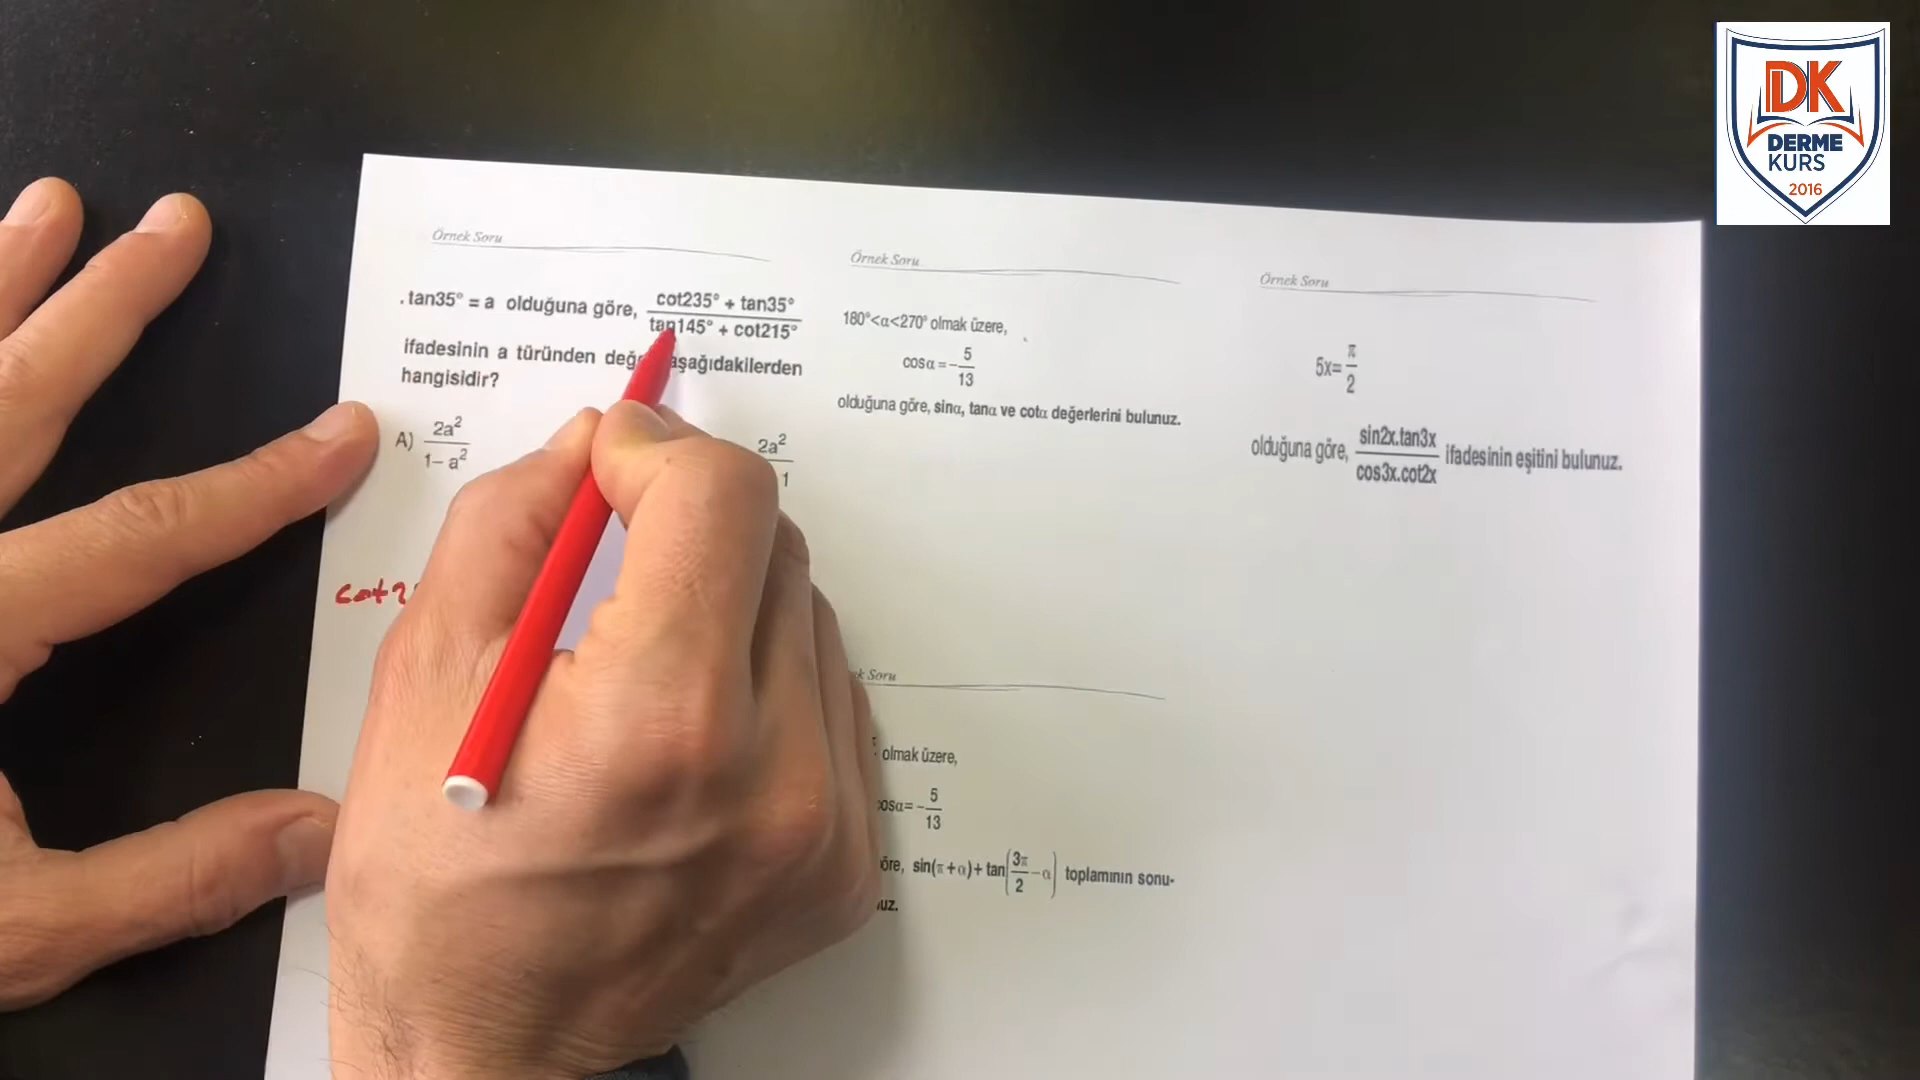 DK
DERME
KURS
2016
Örnek Soru
. tan35° = a olduğuna göre, cot235° + tan35° / tan145° + cot215°
ifadesinin a türünden aşağıdakilerden
hangisidir?
A) 2a² / 1– a²
2a² / 1
Örnek Soru
180°<α<270° olmak üzere,
cosα = – 5/13
olduğuna göre, sinα, tanα ve cotα değerlerini bulunuz.
Soru
olmak üzere,
cosα= – 5/13
sin(π+α)+tan(3π/2 –α) toplamının sonu-
Örnek Soru
5x= π/2
olduğuna göre, sin2x.tan3x / cos3x.cot2x ifadesinin eşitini bulunuz.